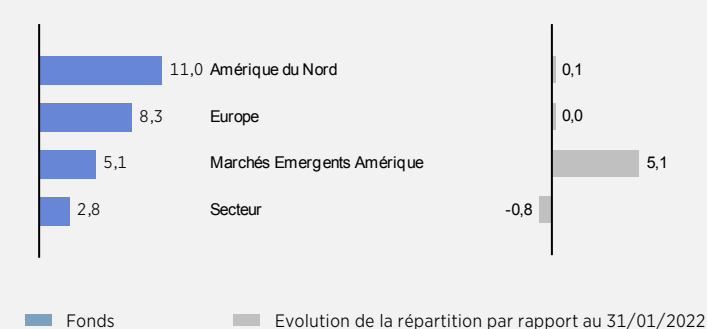 11,0 Amérique du Nord 0,1
8,3 Europe 0,0
5,1 Marchés Emergents Amérique 5,1
2,8 Secteur -0,8
Fonds Evolution de la répartition par rapport au 31/01/2022